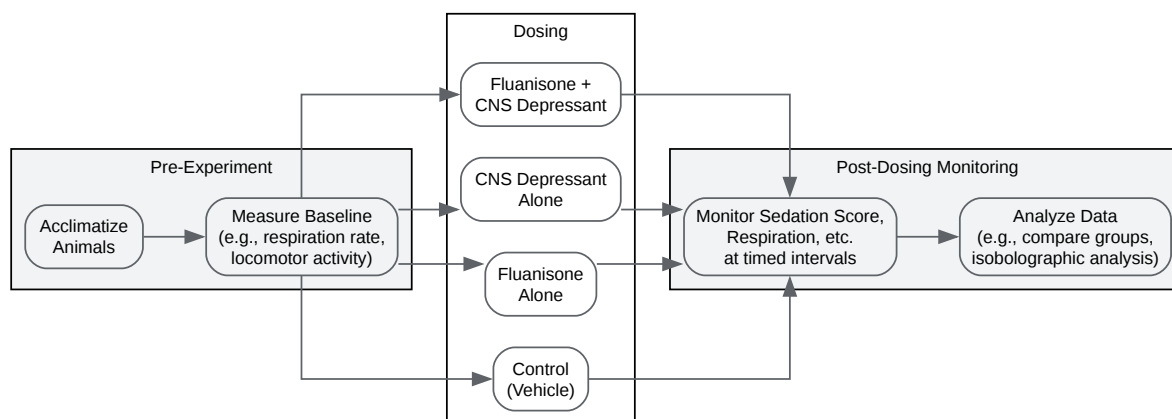 Pre-Experiment
Acclimatize
Animals
Measure Baseline
(e.g., respiration rate,
locomotor activity)
Dosing
Fluanisone +
CNS Depressant
CNS Depressant
Alone
Fluanisone
Alone
Control
(Vehicle)
Post-Dosing Monitoring
Monitor Sedation Score,
Respiration, etc.
at timed intervals
Analyze Data
(e.g., compare groups,
isobolographic analysis)